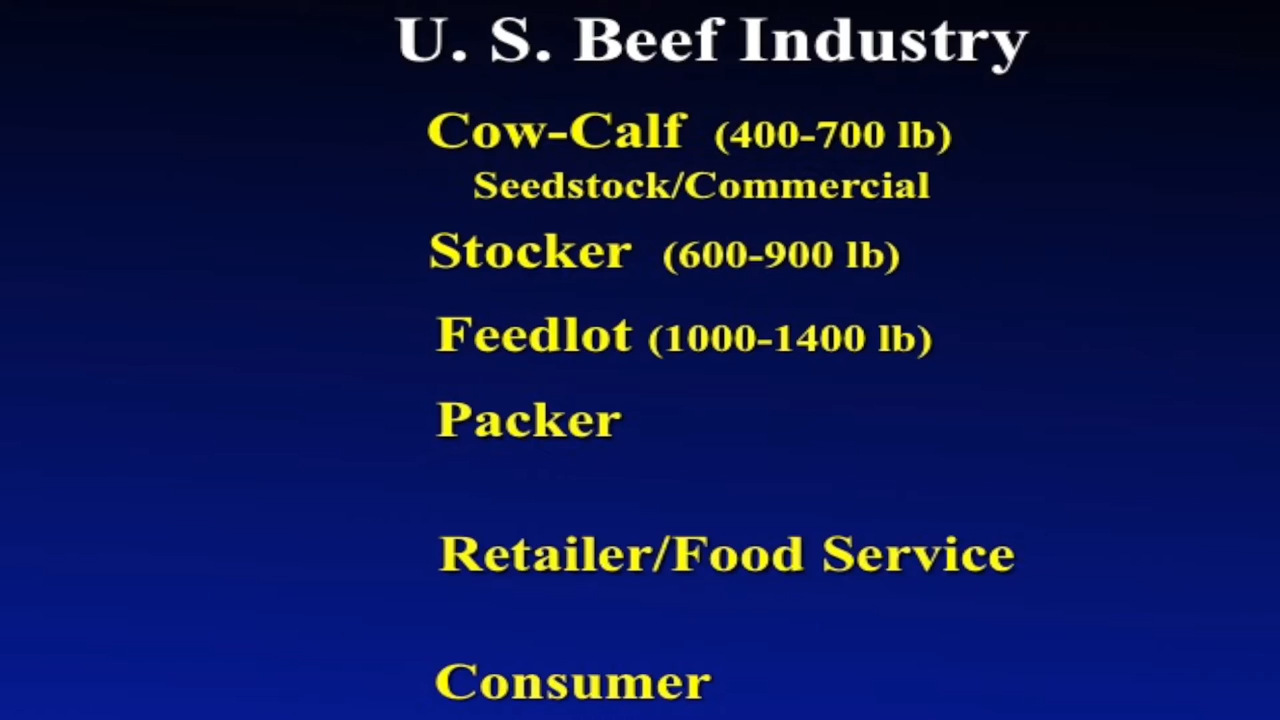 U. S. Beef Industry
Cow-Calf (400-700 lb)
Seedstock/Commercial
Stocker (600-900 lb)
Feedlot (1000-1400 lb)
Packer
Retailer/Food Service
Consumer